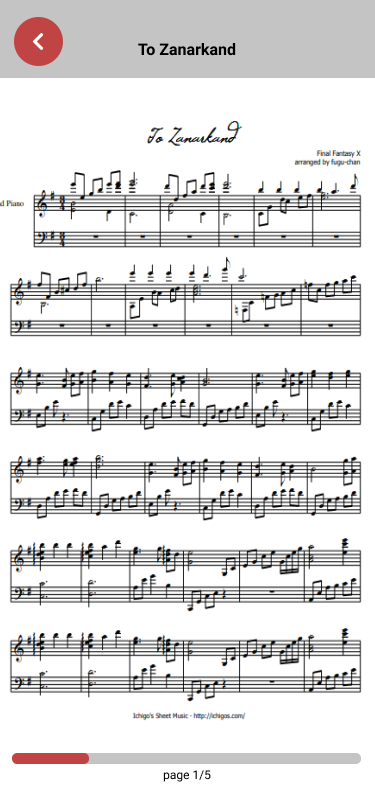 To Zanarkand
To Zanarkand
Final Fantasy X
arranged by fugu-chan
d Piano
Ichigo's Sheet Music - http://ichigos.com/
page 1/5